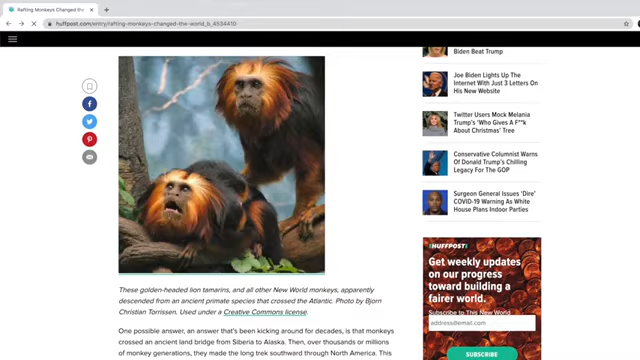 Rafting Monkeys Changed the
huffpost.com/entry/rafting-monkeys-changed-the-world_b_4534410
Biden Beat Trump
Joe Biden Lights Up The
Internet With Just 3 Letters On
His New Website
Twitter Users Mock Melania
Trump's 'Who Gives A F**k
About Christmas' Tree
Conservative Columnist Warns
Of Donald Trump's Chilling
Legacy For The GOP
Surgeon General Issues 'Dire'
COVID-19 Warning As White
House Plans Indoor Parties
These golden-headed lion tamarins, and all other New World monkeys, apparently
descended from an ancient primate species that crossed the Atlantic. Photo by Bjorn
Christian Torrissen. Used under a Creative Commons license.
One possible answer, an answer that's been kicking around for decades, is that monkeys
crossed an ancient land bridge from Siberia to Alaska. Then, over thousands or millions
of monkey generations, they made the long trek southward through North America. This
HUFFPOST
Get weekly updates
on our progress
toward building a
fairer world.
Subscribe to This New World
address@email.com
SUBSCRIBE